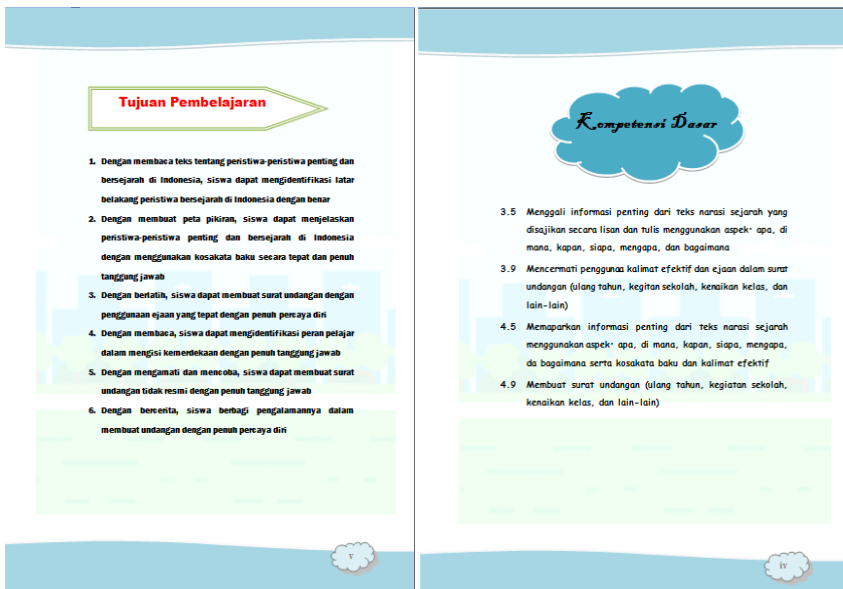 Tujuan Pembelajaran
1. Dengan membaca teks tentang peristiwa-peristiwa penting dan
bersejarah di Indonesia, siswa dapat mengidentifikasi latar
belakang peristiwa bersejarah di Indonesia dengan benar
2. Dengan membuat peta pikiran, siswa dapat menjelaskan
peristiwa-peristiwa penting dan bersejarah di Indonesia
dengan menggunakan kosakata baku secara tepat dan penuh
tanggung jawab
3. Dengan berlatih, siswa dapat membuat surat undangan dengan
penggunaan ejaan yang tepat dengan penuh percaya diri
4. Dengan membaca, siswa dapat mengidentifikasi peran pelajar
dalam mengisi kemerdekaan dengan penuh tanggung jawab
5. Dengan mengamati dan mencoba, siswa dapat membuat surat
undangan tidak resmi dengan penuh tanggung jawab
6. Dengan bercerita, siswa berbagi pengalamannya dalam
membuat undangan dengan penuh percaya diri
v
Kompetensi Dasar
3.5 Menggali informasi penting dari teks narasi sejarah yang
disajikan secara lisan dan tulis menggunakan aspek: apa, di
mana, kapan, siapa, mengapa, dan bagaimana
3.9 Mencermati penggunaa kalimat efektif dan ejaan dalam surat
undangan (ulang tahun, kegitan sekolah, kenaikan kelas, dan
lain-lain)
4.5 Memaparkan informasi penting dari teks narasi sejarah
menggunakan aspek: apa, di mana, kapan, siapa, mengapa,
da bagaimana serta kosakata baku dan kalimat efektif
4.9 Membuat surat undangan (ulang tahun, kegiatan sekolah,
kenaikan kelas, dan lain-lain)
iv